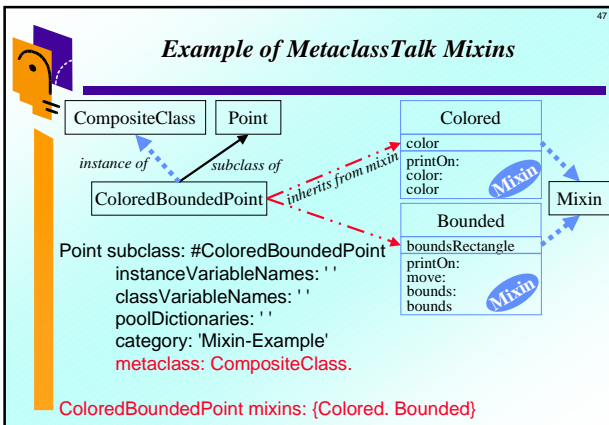 47
Example of MetaclassTalk Mixins
CompositeClass
Point
instance of
subclass of
ColoredBoundedPoint
inherits from mixin
Colored
color
printOn:
color:
color
Mixin
Mixin
Bounded
boundsRectangle
printOn:
move:
bounds:
bounds
Mixin
Point subclass: #ColoredBoundedPoint
instanceVariableNames: ' '
classVariableNames: ' '
poolDictionaries: ' '
category: 'Mixin-Example'
metaclass: CompositeClass.
ColoredBoundedPoint mixins: {Colored. Bounded}